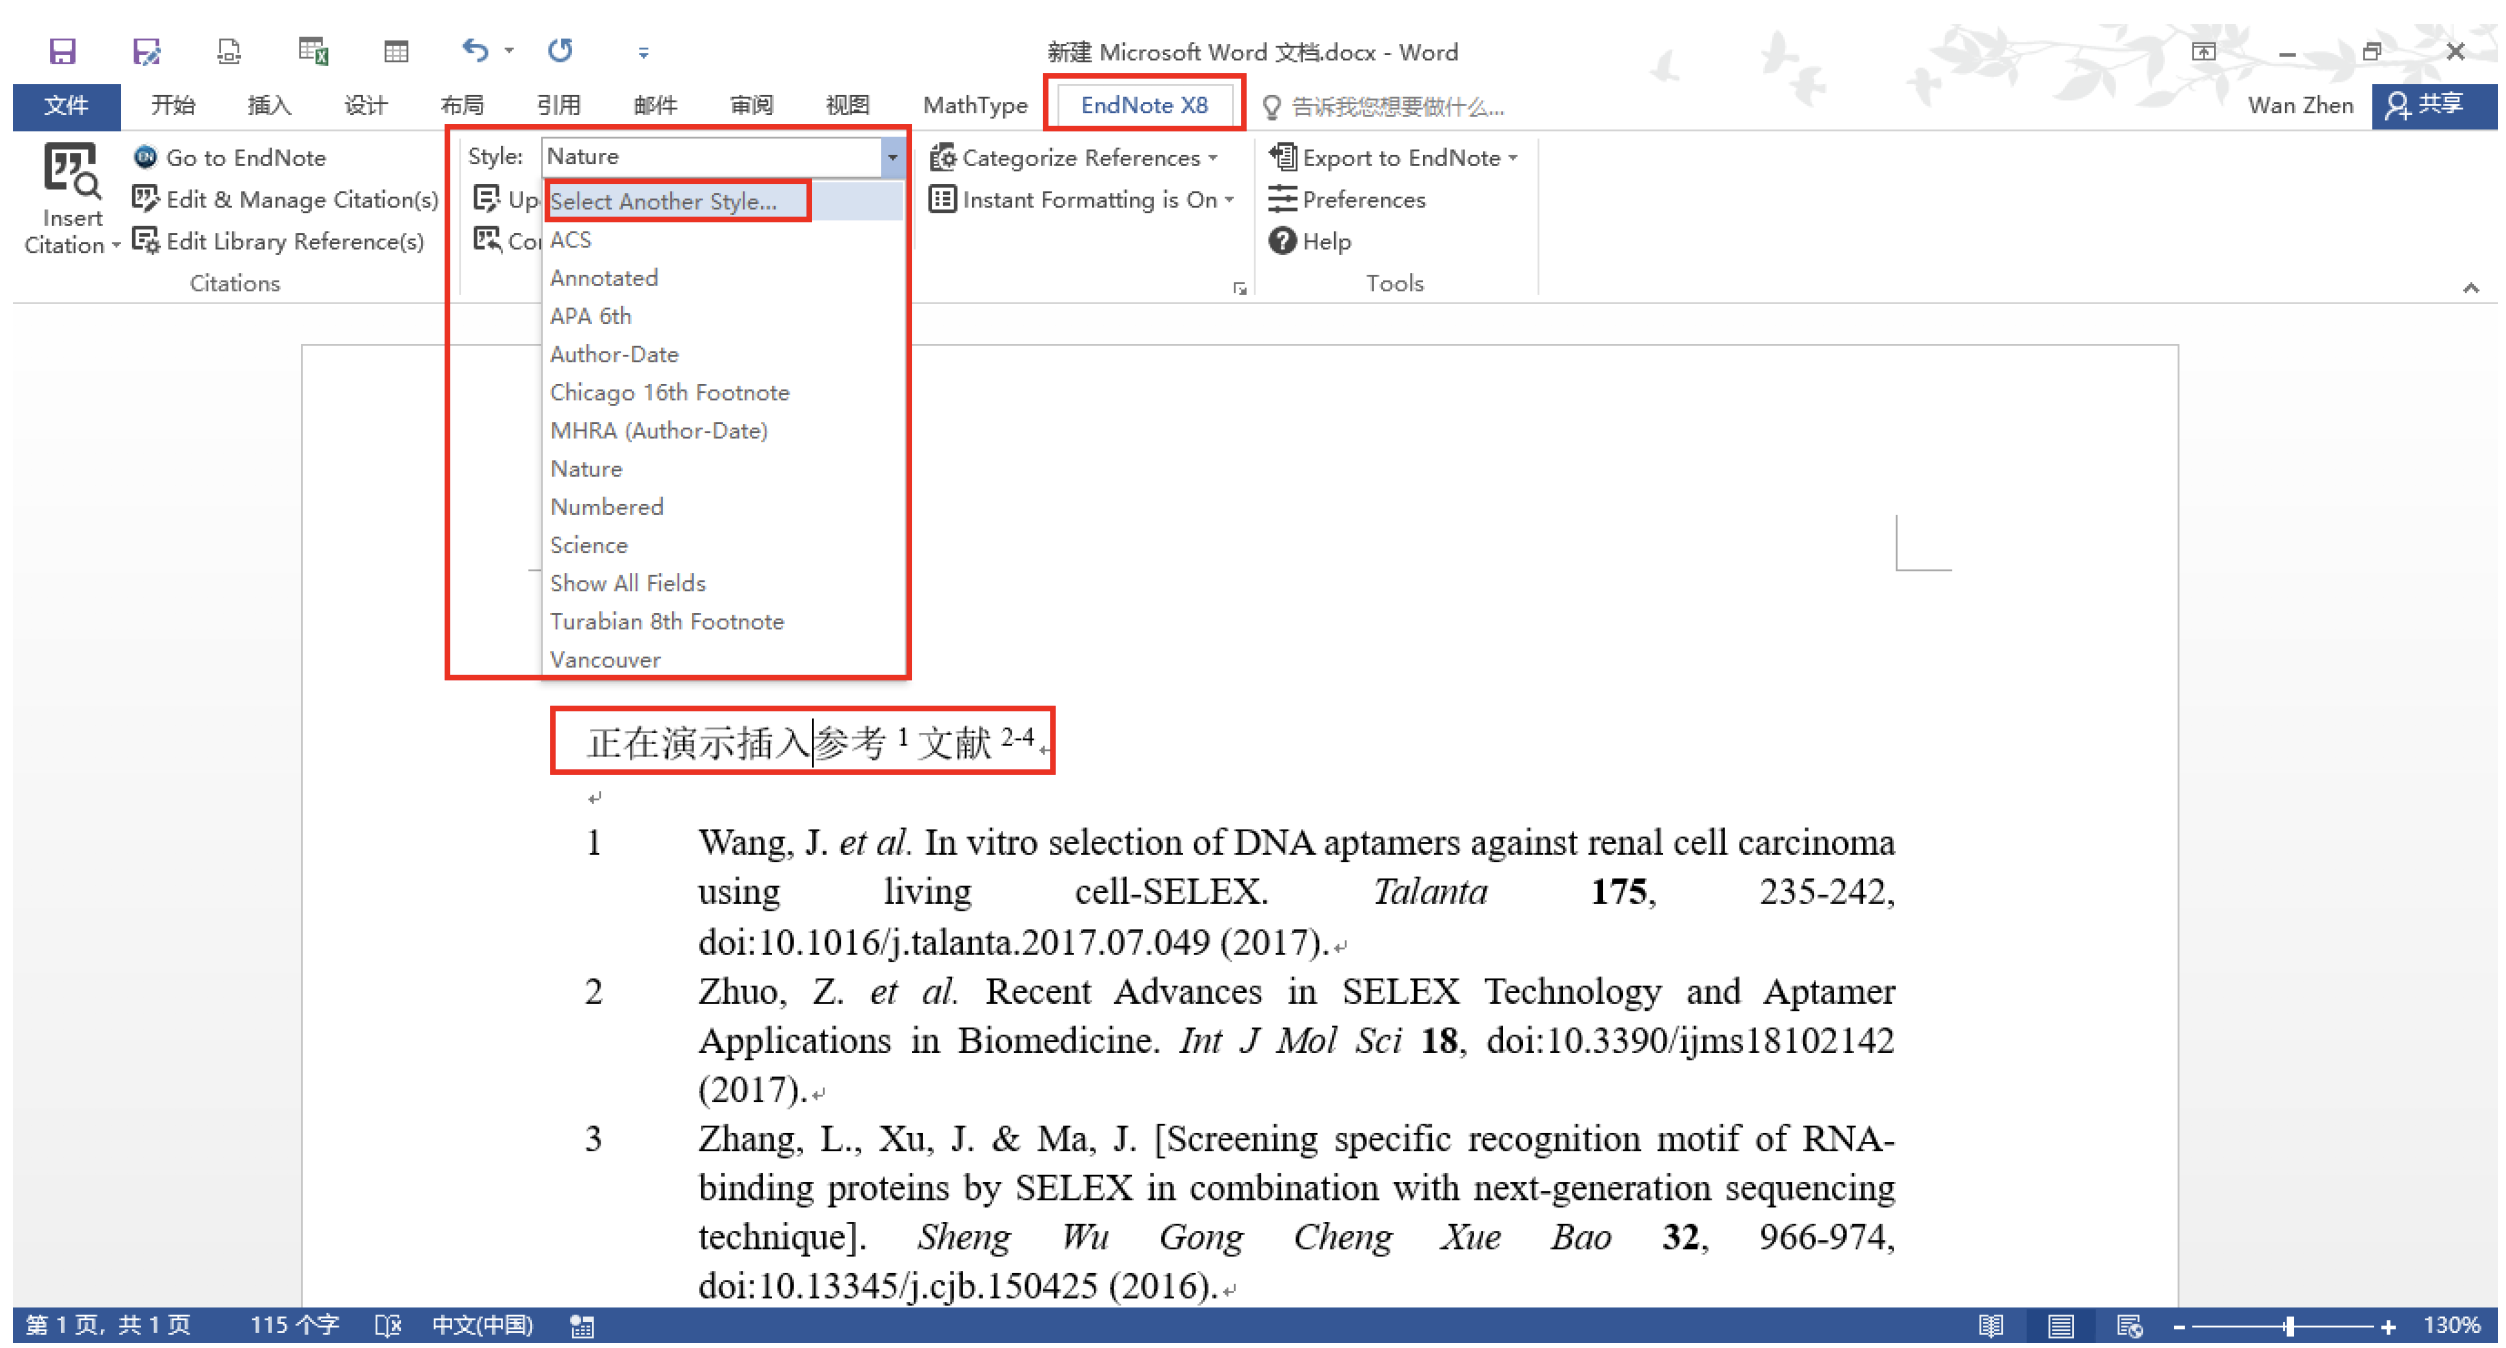 新建 Microsoft Word 文档.docx - Word
文件 开始 插入 设计 布局 引用 邮件 审阅 视图 MathType EndNote X8 告诉我您想要做什么... Wan Zhen 共享
Insert
Citation
Go to EndNote
Edit & Manage Citation(s)
Edit Library Reference(s)
Citations
Style: Nature
Up
Co
Select Another Style...
ACS
Annotated
APA 6th
Author-Date
Chicago 16th Footnote
MHRA (Author-Date)
Nature
Numbered
Science
Show All Fields
Turabian 8th Footnote
Vancouver
Categorize References
Instant Formatting is On
Export to EndNote
Preferences
Help
Tools
正在演示插入参考 1 文献 2-4
1 Wang, J. et al. In vitro selection of DNA aptamers against renal cell carcinoma
using living cell-SELEX. Talanta 175, 235-242,
doi:10.1016/j.talanta.2017.07.049 (2017).
2 Zhuo, Z. et al. Recent Advances in SELEX Technology and Aptamer
Applications in Biomedicine. Int J Mol Sci 18, doi:10.3390/ijms18102142
(2017).
3 Zhang, L., Xu, J. & Ma, J. [Screening specific recognition motif of RNA-
binding proteins by SELEX in combination with next-generation sequencing
technique]. Sheng Wu Gong Cheng Xue Bao 32, 966-974,
doi:10.13345/j.cjb.150425 (2016).
第 1 页, 共 1 页 115 个字 中文(中国) 130%